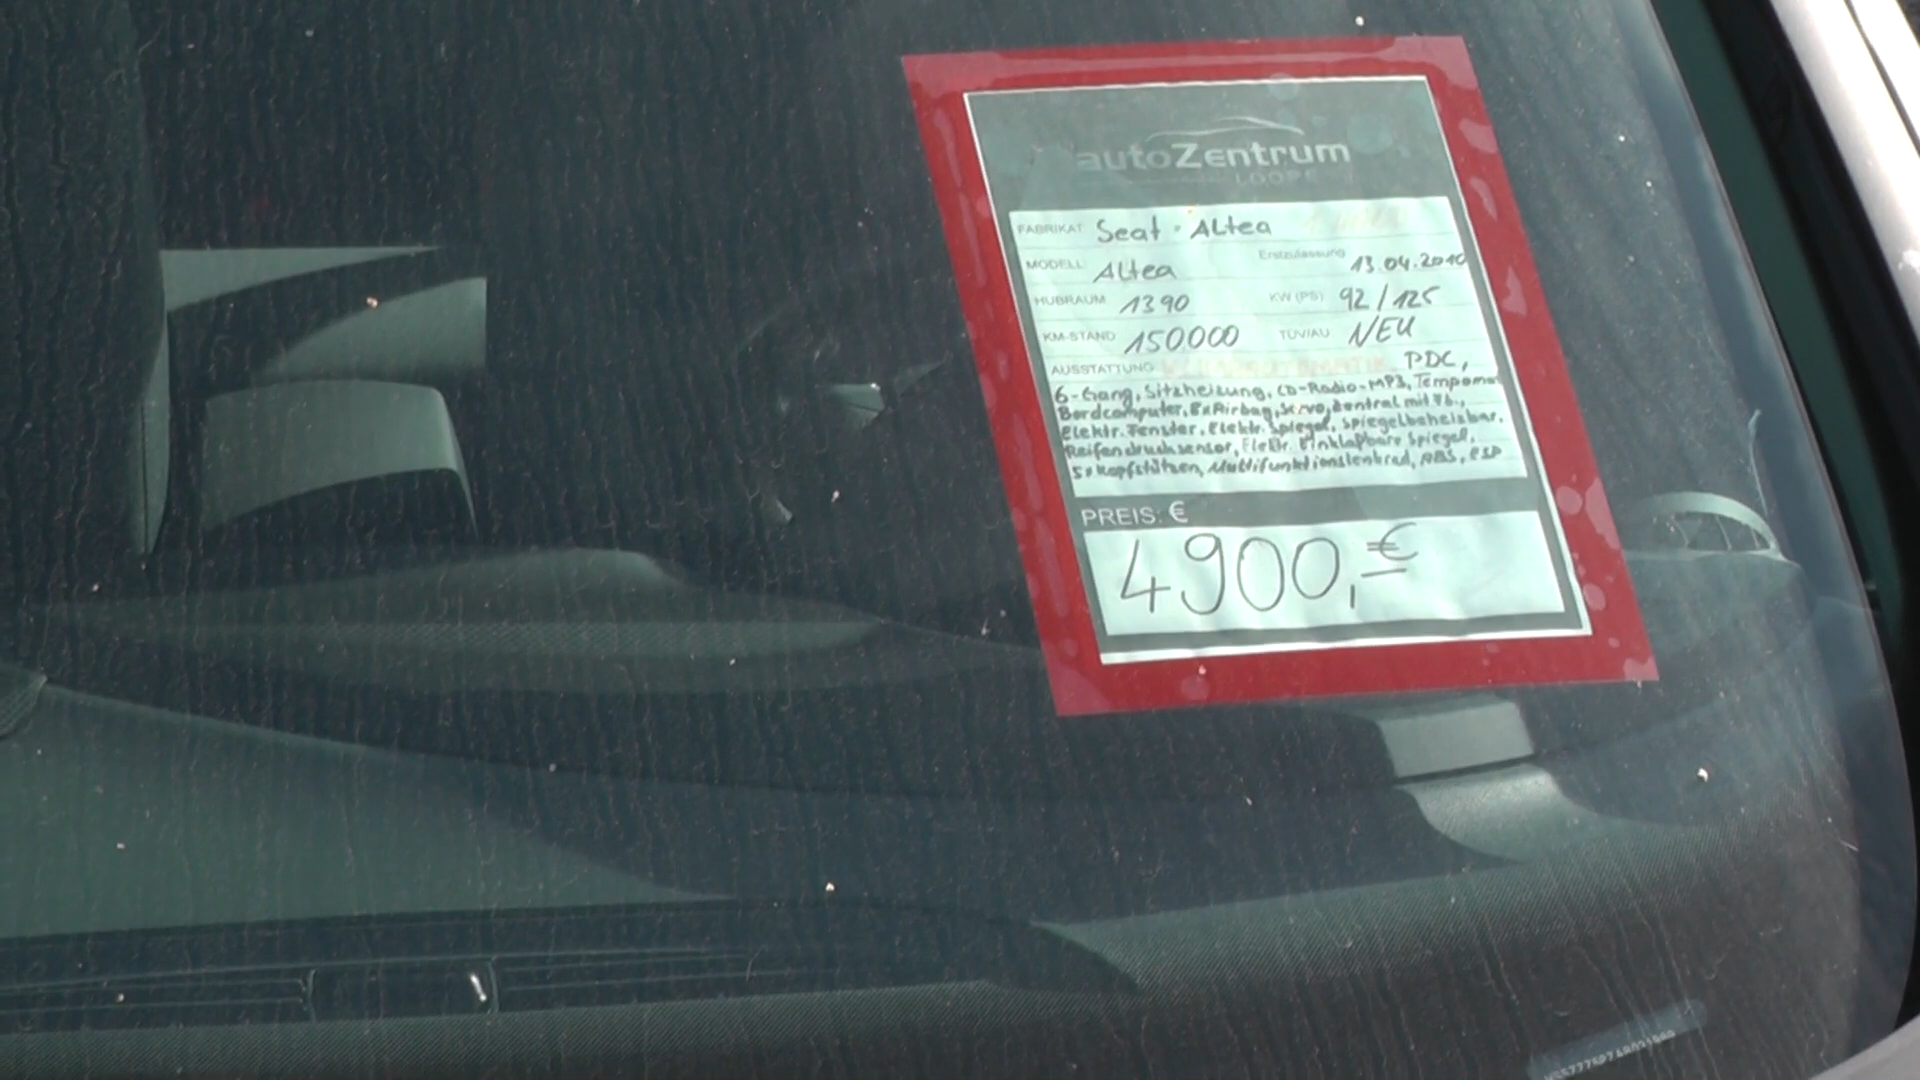 autoZentrum
LOOPE
FABRIKAT Seat · Altea
MODELL: Altea Erstzulassung 13.04.2010
HUBRAUM 1390 KW (PS) 92/125
KM-STAND 150000 TÜV/AU NEU
AUSSTATTUNG PDC,
6-Gang, Sitzheizung, CD-Radio-MP3, Tempomat
Bordcomputer, 8xAirbag, Servo, Zentral mit Fb.,
Elektr. Fenster, Elektr. Spiegel, Spiegelbeheizbar.
Reifendrucksensor, Elektr. Einklapbare Spiegel,
5x Kopfstützen, Multifunktionslenkrad, ABS, ESP
PREIS: €
4900,- €